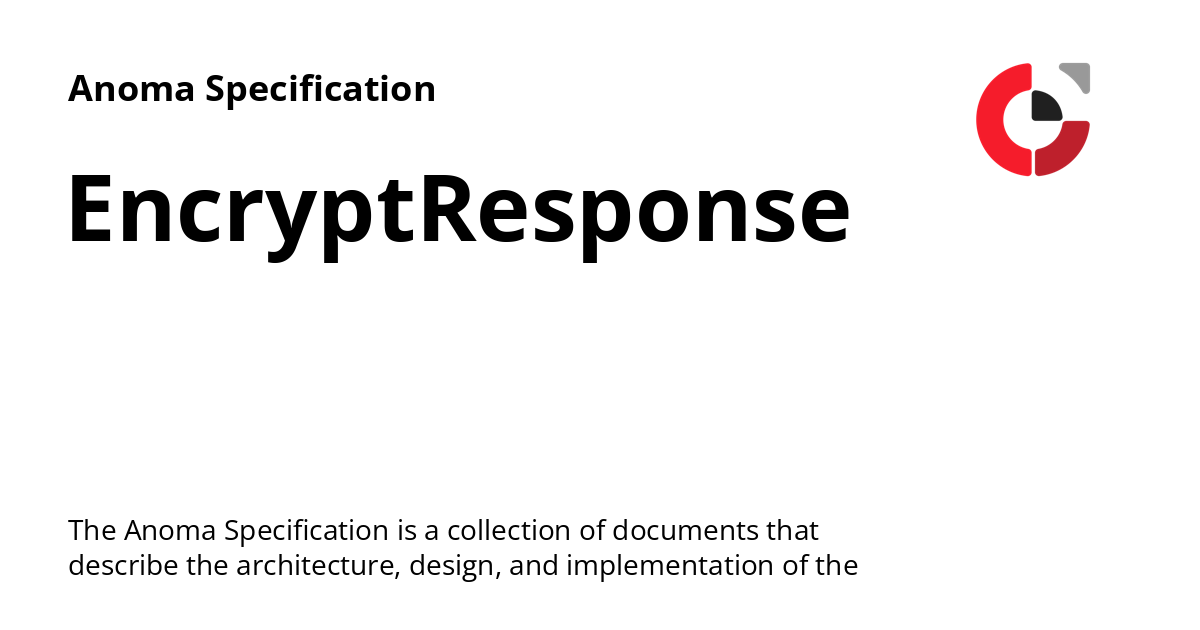 Anoma Specification
EncryptResponse
The Anoma Specification is a collection of documents that
describe the architecture, design, and implementation of the